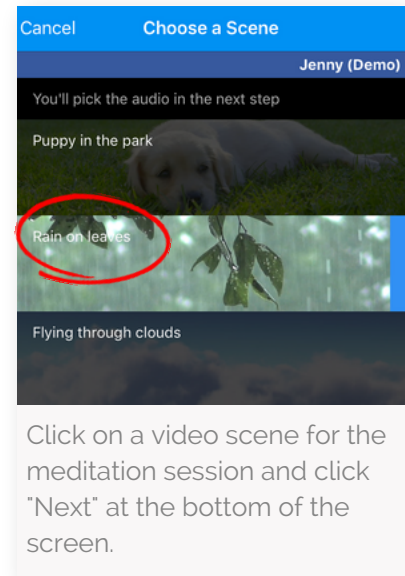 Cancel Choose a Scene
Jenny (Demo)
You'll pick the audio in the next step
Puppy in the park
Rain on leaves
Flying through clouds
Click on a video scene for the
meditation session and click
"Next" at the bottom of the
screen.